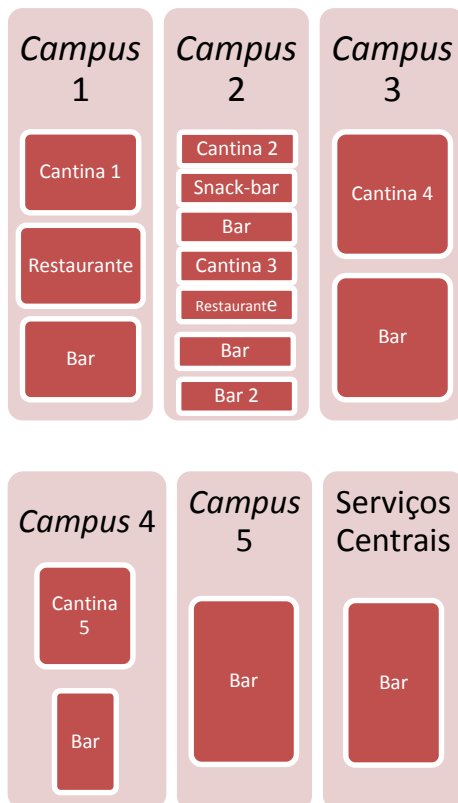 Campus
1
Cantina 1
Restaurante
Bar
Campus
2
Cantina 2
Snack-bar
Bar
Cantina 3
Restaurante
Bar
Bar 2
Campus
3
Cantina 4
Bar
Campus 4
Cantina
5
Bar
Campus
5
Bar
Serviços
Centrais
Bar